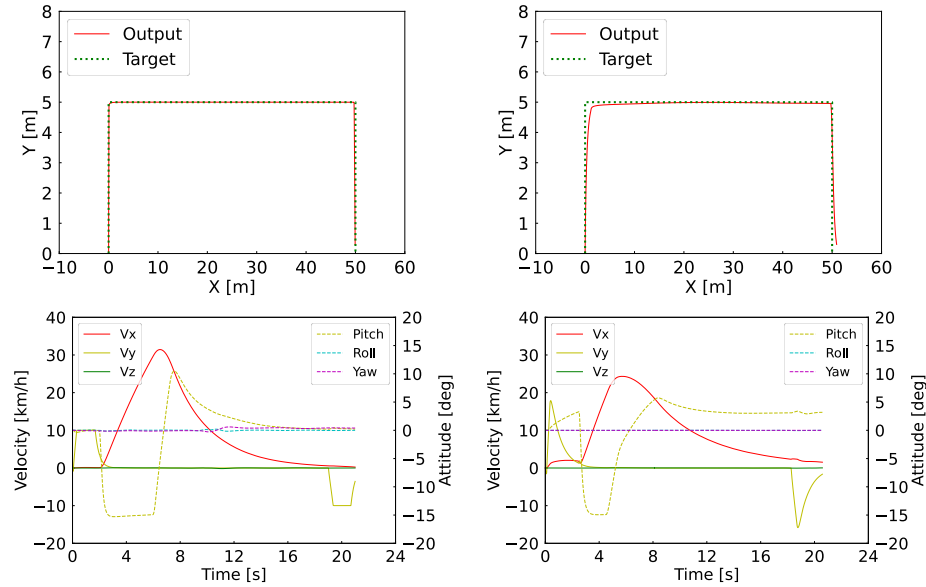 8
7
6
5
4
3
2
1
0
Y [m]
Output
Target
−10 0 10 20 30 40 50 60
X [m]
8
7
6
5
4
3
2
1
0
Y [m]
Output
Target
−10 0 10 20 30 40 50 60
X [m]
40
30
20
10
0
−10
−20
Velocity [km/h]
Vx
Vy
Vz
Pitch
Roll
Yaw
20
15
10
5
0
−5
−10
−15
−20
Attitude [deg]
0 4 8 12 16 20 24
Time [s]
40
30
20
10
0
−10
−20
Velocity [km/h]
Vx
Vy
Vz
Pitch
Roll
Yaw
20
15
10
5
0
−5
−10
−15
−20
Attitude [deg]
0 4 8 12 16 20 24
Time [s]